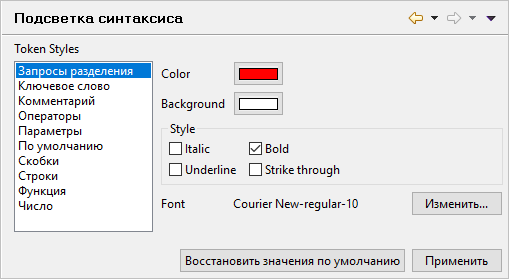 Подсветка синтаксиса
Token Styles
Запросы разделения
Ключевое слово
Комментарий
Операторы
Параметры
По умолчанию
Скобки
Строки
Функция
Число
Color
Background
Style
Italic
Bold
Underline
Strike through
Font
Courier New-regular-10
Изменить...
Восстановить значения по умолчанию
Применить